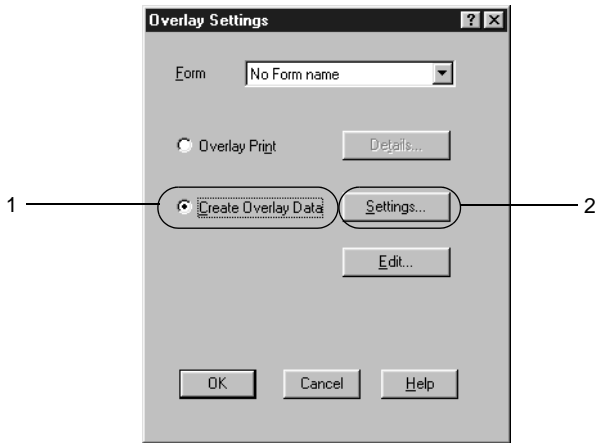 Overlay Settings ? X
Form No Form name
Overlay Print Details...
1 Create Overlay Data Settings... 2
Edit...
OK Cancel Help